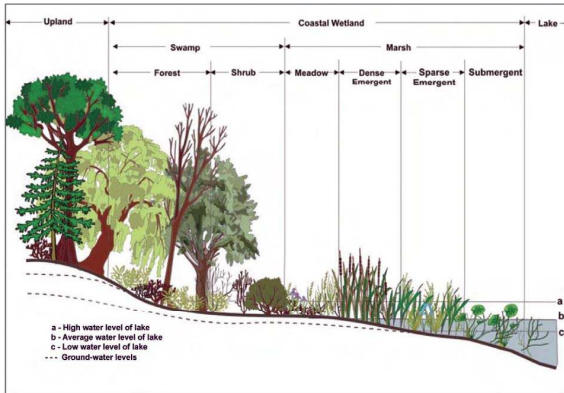 Upland
Coastal Wetland
Lake
Swamp
Marsh
Forest
Shrub
Meadow
Dense
Emergent
Sparse
Emergent
Submergent
a
b
c
a - High water level of lake
b - Average water level of lake
c - Low water level of lake
--- Ground-water levels